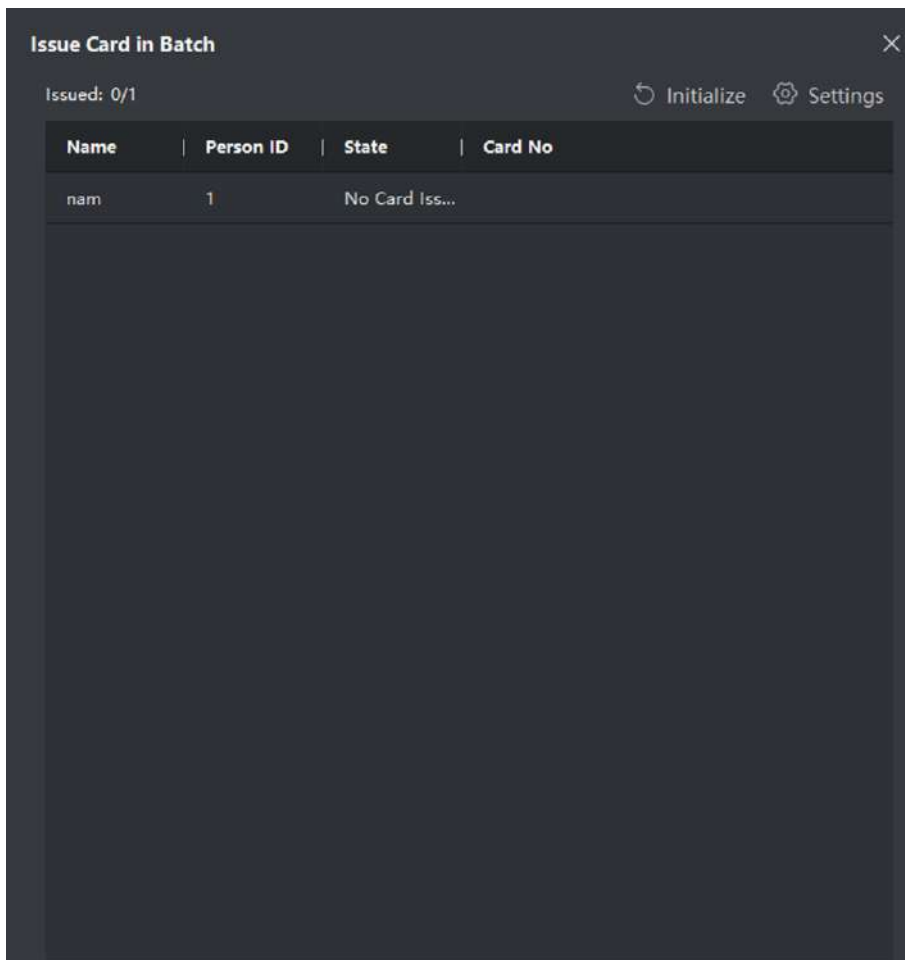 Issue Card in Batch
Issued: 0/1 Initialize Settings
Name | Person ID | State | Card No
nam 1 No Card Iss...